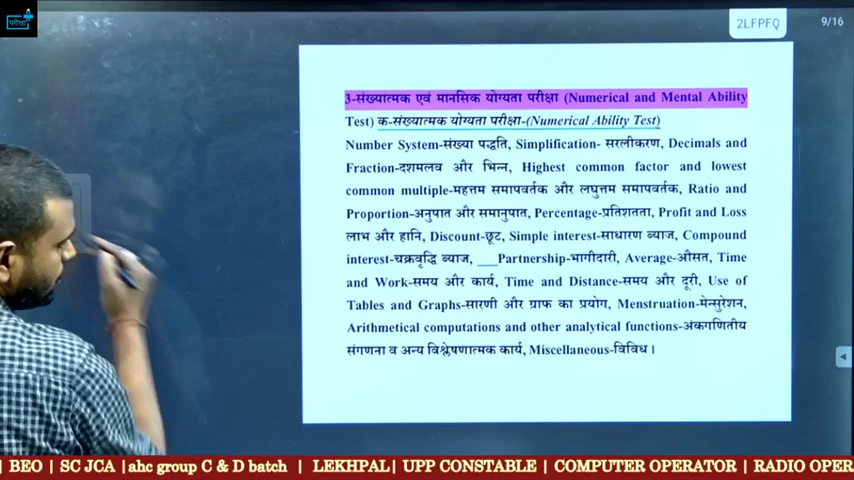 परीक्षा
2LFPFQ
9/16
3-संख्यात्मक एवं मानसिक योग्यता परीक्षा (Numerical and Mental Ability
Test) क-संख्यात्मक योग्यता परीक्षा-(Numerical Ability Test)
Number System-संख्या पद्धति, Simplification- सरलीकरण, Decimals and
Fraction-दशमलव और भिन्न, Highest common factor and lowest
common multiple-महत्तम समापवर्तक और लघुत्तम समापवर्तक, Ratio and
Proportion-अनुपात और समानुपात, Percentage-प्रतिशतता, Profit and Loss
लाभ और हानि, Discount-छूट, Simple interest-साधारण ब्याज, Compound
interest-चक्रवृद्धि ब्याज, ___Partnership-भागीदारी, Average-औसत, Time
and Work-समय और कार्य, Time and Distance-समय और दूरी, Use of
Tables and Graphs-सारणी और ग्राफ का प्रयोग, Menstruation-मेन्सुरेशन,
Arithmetical computations and other analytical functions-अंकगणितीय
संगणना व अन्य विश्लेषणात्मक कार्य, Miscellaneous-विविध।
| BEO | SC JCA |ahc group C & D batch | LEKHPAL| UPP CONSTABLE | COMPUTER OPERATOR | RADIO OPER